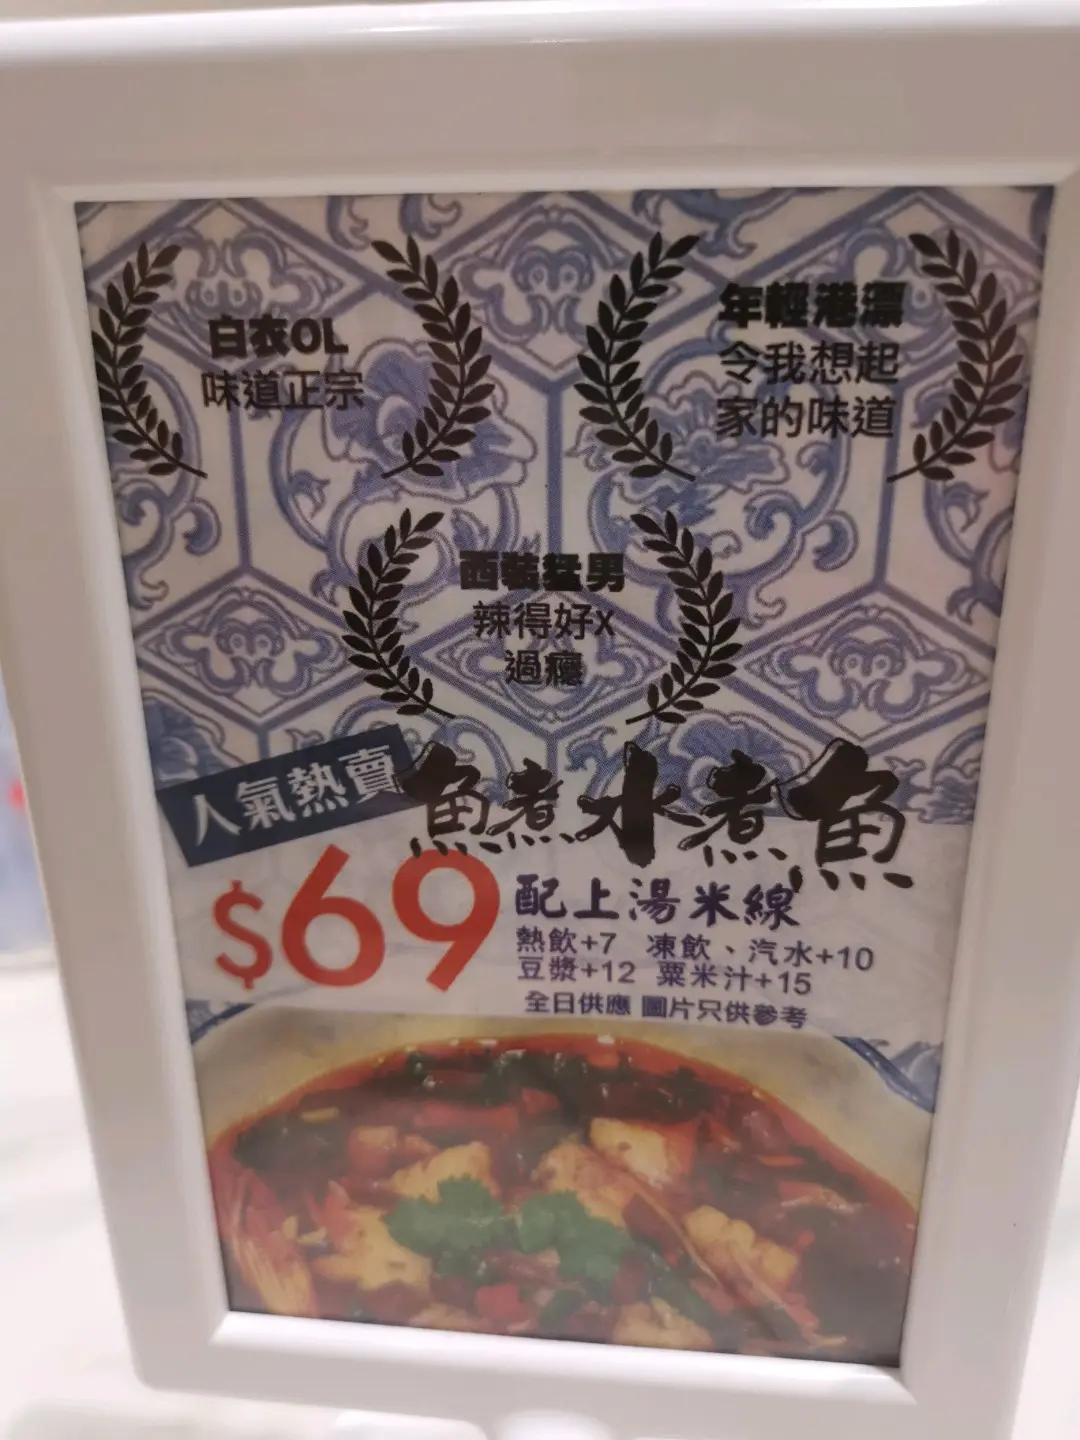 白衣OL
味道正宗
年輕港漂
令我想起
家的味道
西裝猛男
辣得好x
過癮
人氣熱賣
魚煮水煮魚
$69
配上湯米線
熱飲+7 凍飲、汽水+10
豆漿+12 粟米汁+15
全日供應 圖片只供參考